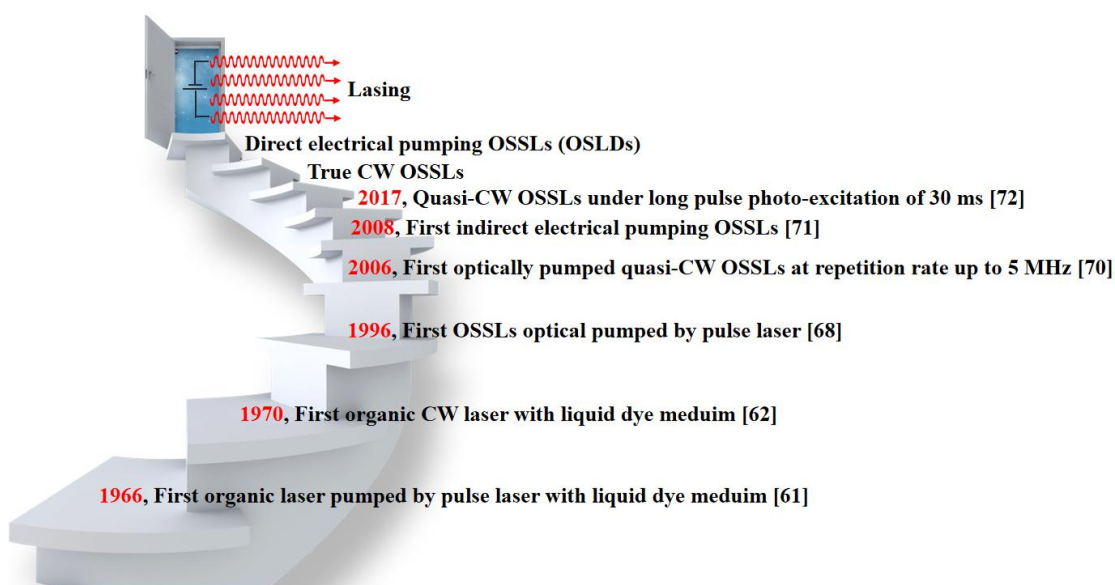 Lasing
Direct electrical pumping OSSLs (OSLDs)
True CW OSSLs
2017, Quasi-CW OSSLs under long pulse photo-excitation of 30 ms [72]
2008, First indirect electrical pumping OSSLs [71]
2006, First optically pumped quasi-CW OSSLs at repetition rate up to 5 MHz [70]
1996, First OSSLs optical pumped by pulse laser [68]
1970, First organic CW laser with liquid dye meduim [62]
1966, First organic laser pumped by pulse laser with liquid dye meduim [61]